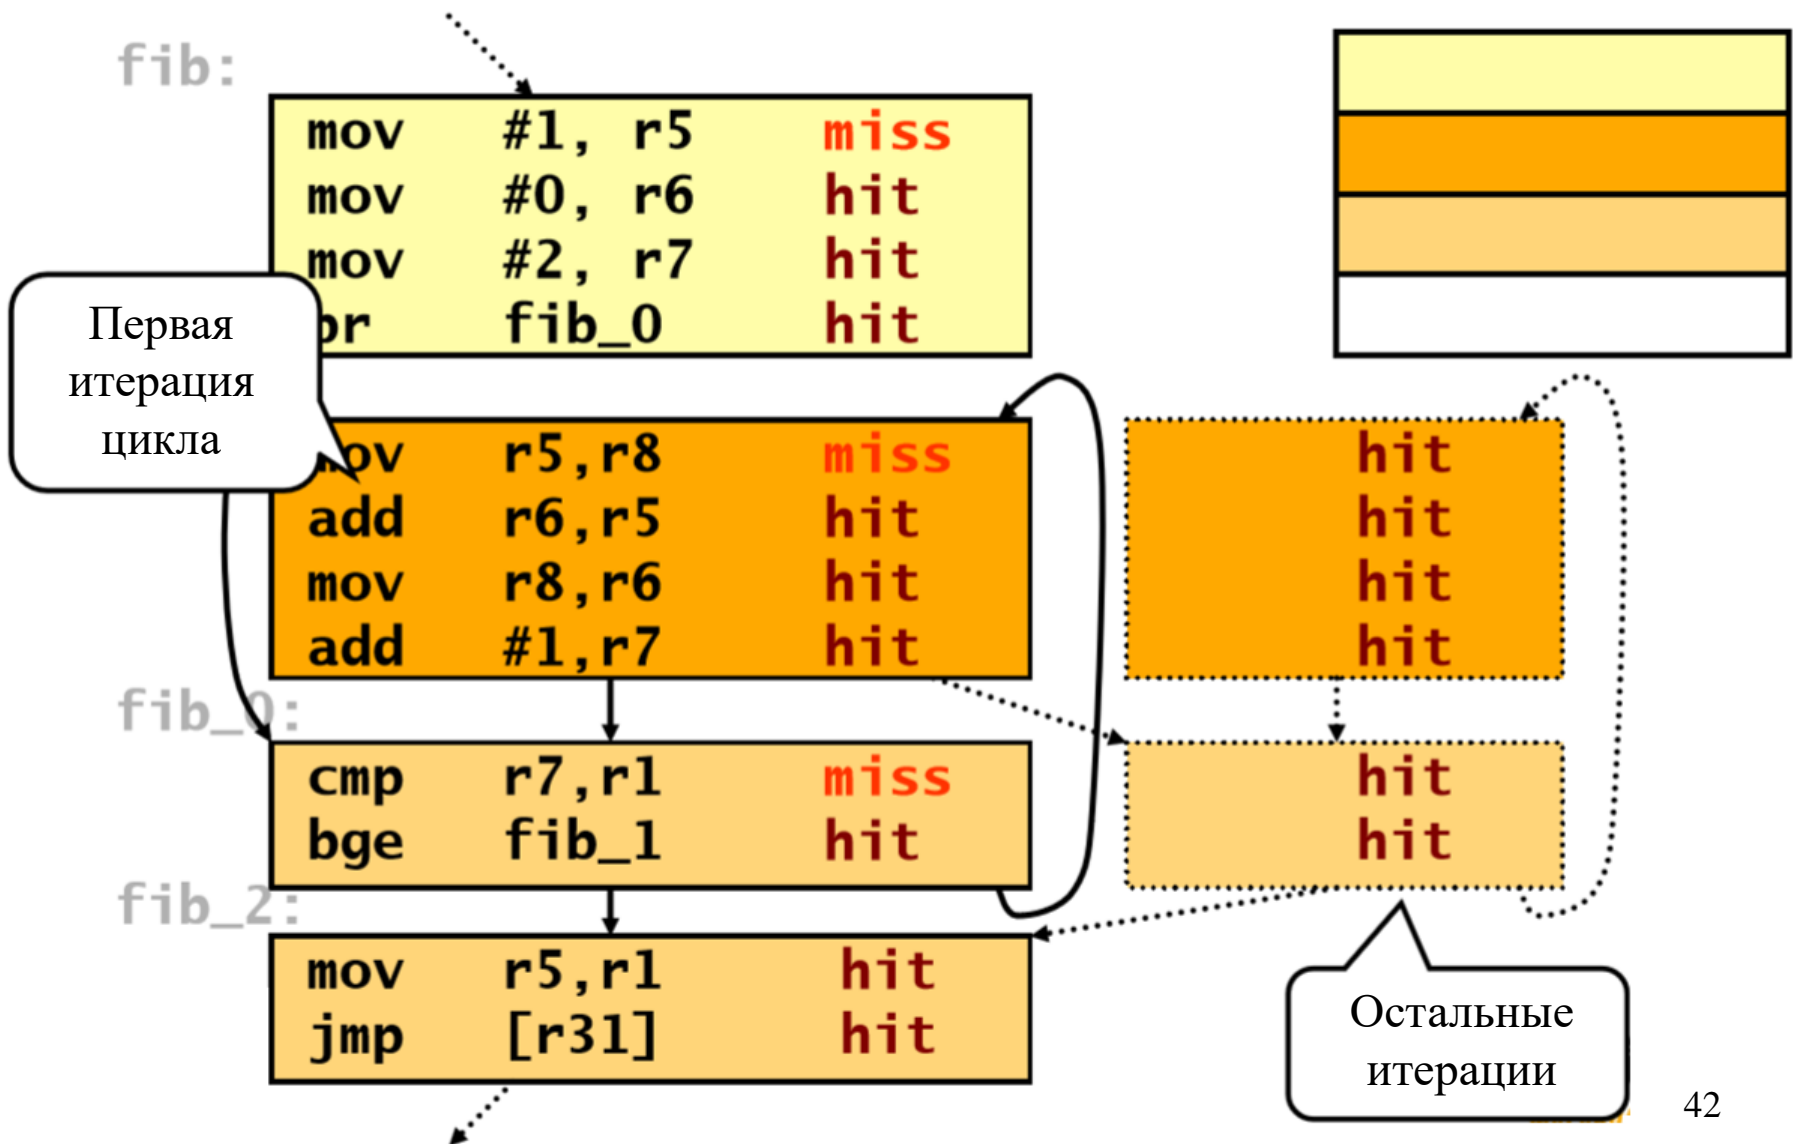 fib:
mov #1, r5 miss
mov #0, r6 hit
mov #2, r7 hit
br fib_0 hit
Первая
итерация
цикла
mov r5,r8 miss
add r6,r5 hit
mov r8,r6 hit
add #1,r7 hit
hit
hit
hit
hit
fib_0:
cmp r7,r1 miss
bge fib_1 hit
hit
hit
fib_2:
mov r5,r1 hit
jmp [r31] hit
Остальные
итерации
42